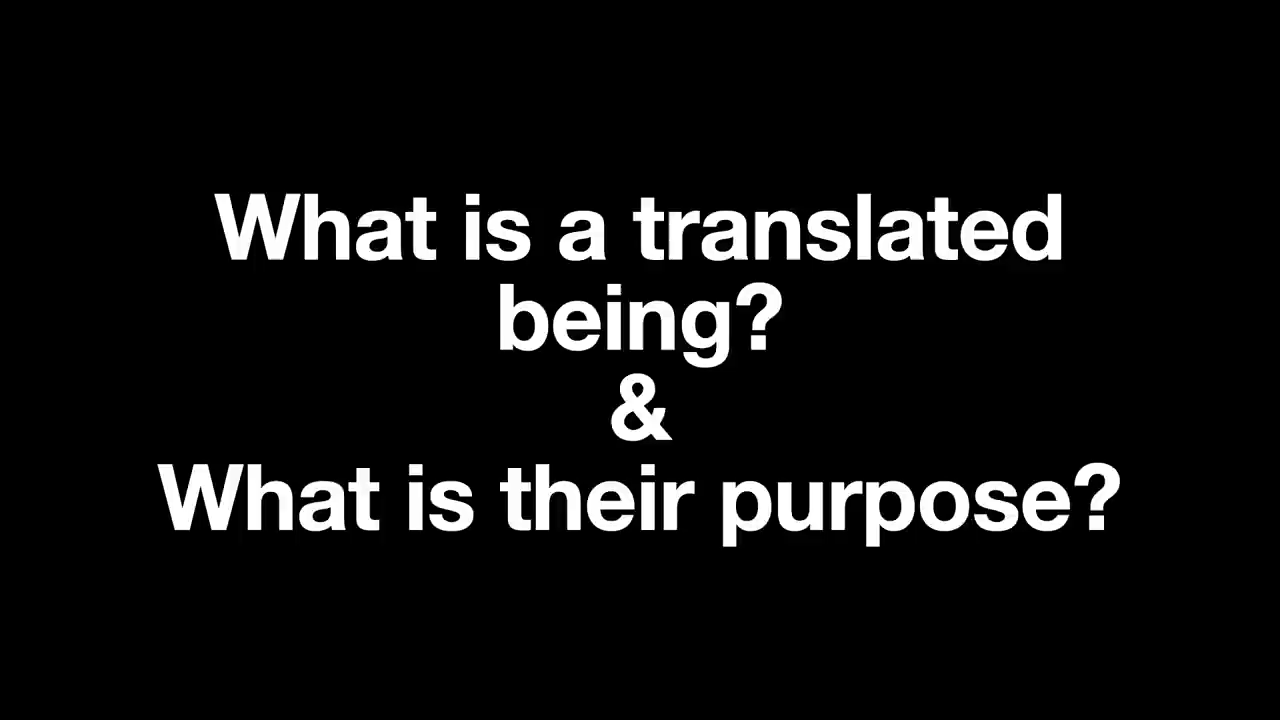 What is a translated
being?
&
What is their purpose?